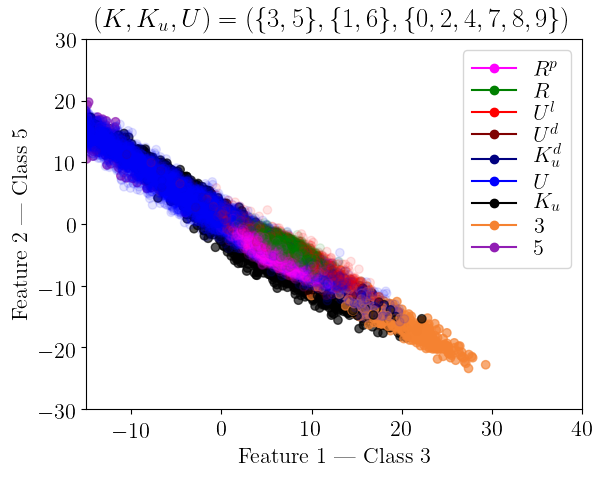 (K, K_u, U) = ({3, 5}, {1, 6}, {0, 2, 4, 7, 8, 9})
30
20
10
0
−10
−20
−30
−10
0
10
20
30
40
Feature 2 — Class 5
Feature 1 — Class 3
R^p
R
U^l
U^d
K_u^d
U
K_u
3
5